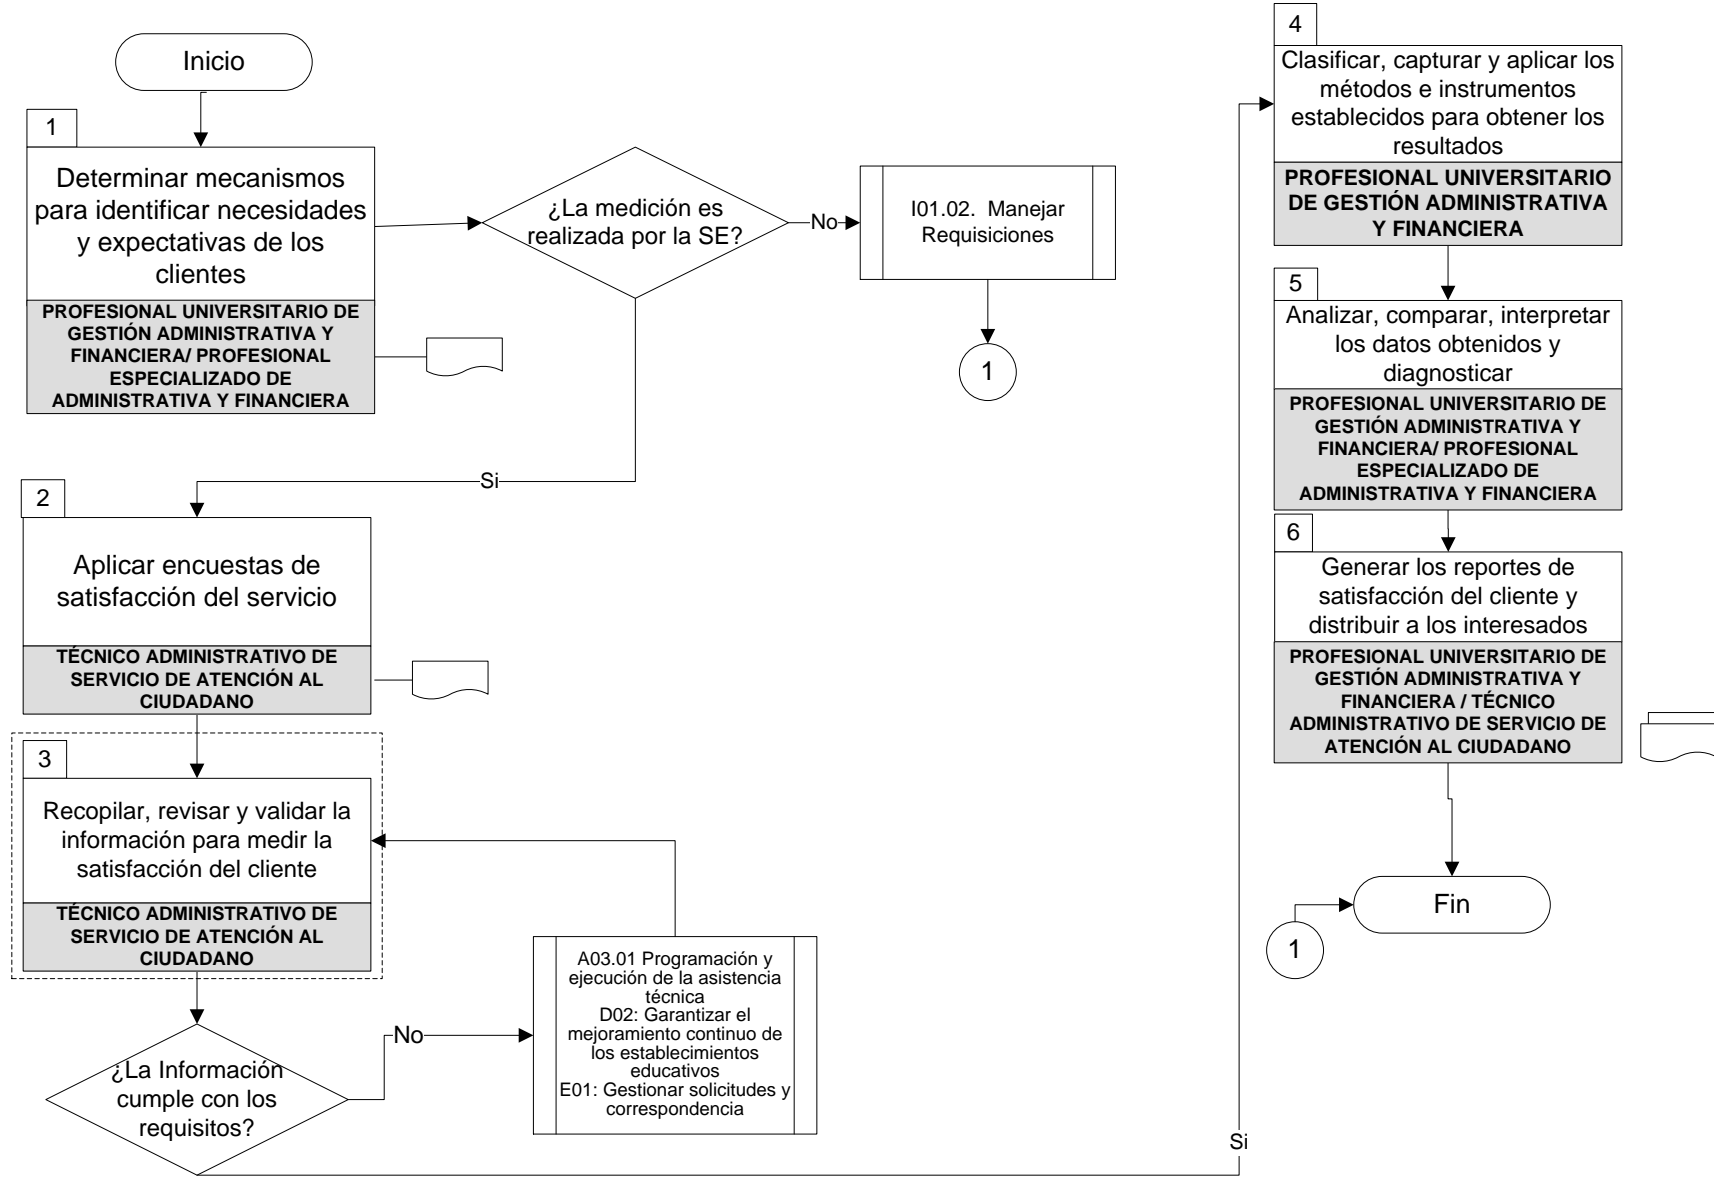 Inicio
1
Determinar mecanismos
para identificar necesidades
y expectativas de los
clientes
PROFESIONAL UNIVERSITARIO DE
GESTIÓN ADMINISTRATIVA Y
FINANCIERA/ PROFESIONAL
ESPECIALIZADO DE
ADMINISTRATIVA Y FINANCIERA
¿La medición es
realizada por la SE?
No
I01.02. Manejar
Requisiciones
1
Si
2
Aplicar encuestas de
satisfacción del servicio
TÉCNICO ADMINISTRATIVO DE
SERVICIO DE ATENCIÓN AL
CIUDADANO
3
Recopilar, revisar y validar la
información para medir la
satisfacción del cliente
TÉCNICO ADMINISTRATIVO DE
SERVICIO DE ATENCIÓN AL
CIUDADANO
¿La Información
cumple con los
requisitos?
No
A03.01 Programación y
ejecución de la asistencia
técnica
D02: Garantizar el
mejoramiento continuo de
los establecimientos
educativos
E01: Gestionar solicitudes y
correspondencia
Si
4
Clasificar, capturar y aplicar los
métodos e instrumentos
establecidos para obtener los
resultados
PROFESIONAL UNIVERSITARIO
DE GESTIÓN ADMINISTRATIVA
Y FINANCIERA
5
Analizar, comparar, interpretar
los datos obtenidos y
diagnosticar
PROFESIONAL UNIVERSITARIO DE
GESTIÓN ADMINISTRATIVA Y
FINANCIERA/ PROFESIONAL
ESPECIALIZADO DE
ADMINISTRATIVA Y FINANCIERA
6
Generar los reportes de
satisfacción del cliente y
distribuir a los interesados
PROFESIONAL UNIVERSITARIO DE
GESTIÓN ADMINISTRATIVA Y
FINANCIERA / TÉCNICO
ADMINISTRATIVO DE SERVICIO DE
ATENCIÓN AL CIUDADANO
Fin
1